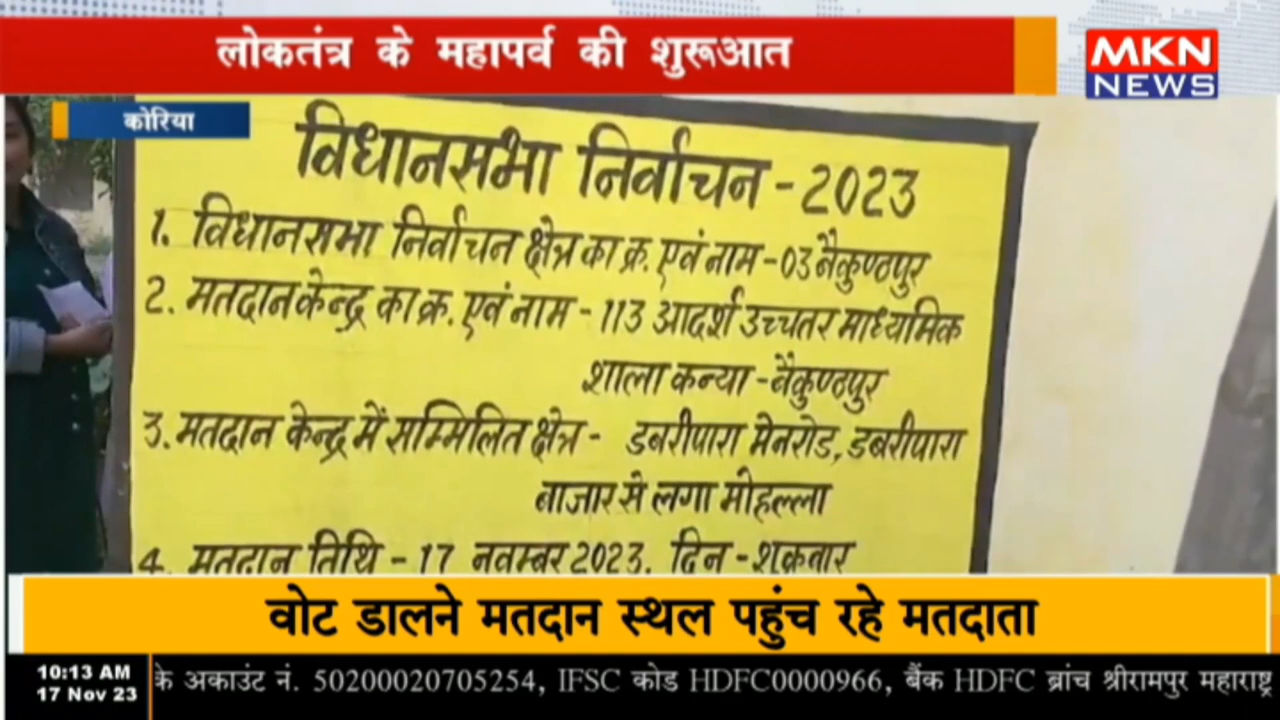 लोकतंत्र के महापर्व की शुरूआत
MKN
NEWS
कोरिया
विधानसभा निर्वाचन - 2023
1. विधानसभा निर्वाचन क्षेत्र का क्र. एवं नाम - 03 बैकुण्ठपुर
2. मतदान केन्द्र का क्र. एवं नाम - 113 आदर्श उच्चतर माध्यमिक
शाला कन्या - बैकुण्ठपुर
3. मतदान केन्द्र में सम्मिलित क्षेत्र - डबरीपारा मेनरोड, डबरीपारा
बाजार से लगा मोहल्ला
4. मतदान तिथि - 17 नवम्बर 2023, दिन - शुक्रवार
वोट डालने मतदान स्थल पहुंच रहे मतदाता
10:13 AM
17 Nov 23
के अकाउंट नं. 50200020705254, IFSC कोड HDFC0000966, बैंक HDFC ब्रांच श्रीरामपुर महाराष्ट्र